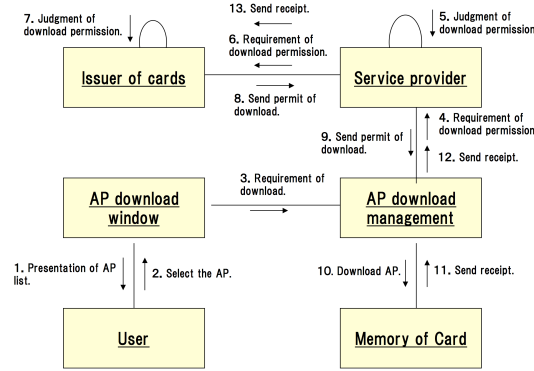 13. Send receipt.
7. Judgment of
download permission.
5. Judgment of
download permission
6. Requirement of
download permission.
Issuer of cards
Service provider
8. Send permit of
download.
4. Requirement of
download permission
9. Send permit of
download.
12. Send receipt.
3. Requirement of
download.
AP download
window
AP download
management
1. Presentation of AP
list.
2. Select the AP.
10. Download AP.
11. Send receipt.
User
Memory of Card